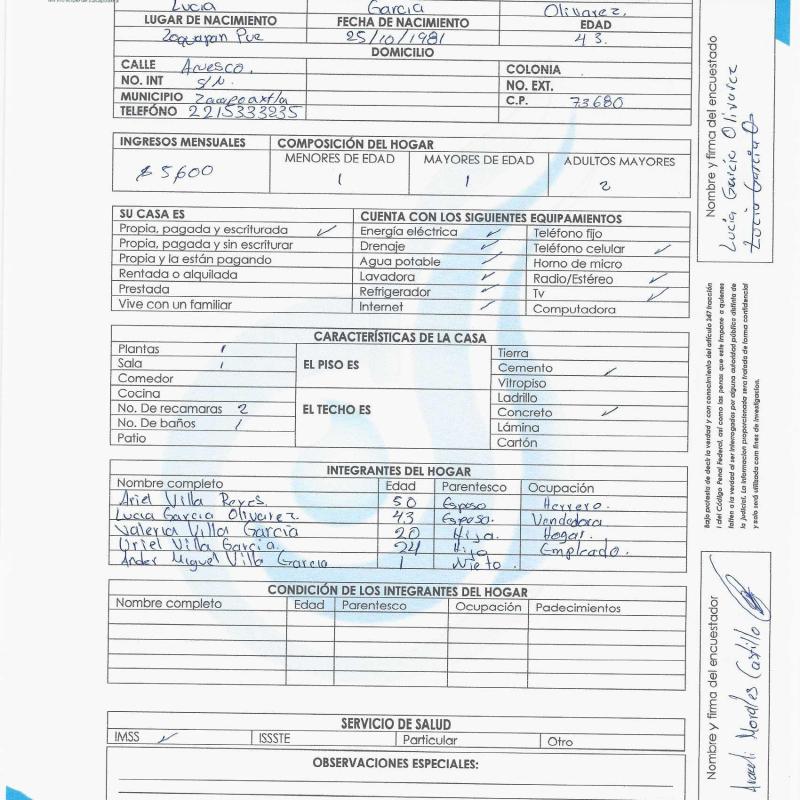 Lucia Garcia Olivarez.
LUGAR DE NACIMIENTO FECHA DE NACIMIENTO EDAD
Zoquapan Pue 25/10/1981 43.
DOMICILIO
CALLE COLONIA
NO. INT S/N. NO. EXT.
MUNICIPIO Zacapoaxtla C.P. 73680
TELEFÓNO 2215333235
INGRESOS MENSUALES COMPOSICIÓN DEL HOGAR
MENORES DE EDAD MAYORES DE EDAD ADULTOS MAYORES
$ 5,600 1 1 2
SU CASA ES CUENTA CON LOS SIGUIENTES EQUIPAMIENTOS
Propia, pagada y escriturada ✓ Energía eléctrica ✓ Teléfono fijo
Propia, pagada y sin escriturar Drenaje ✓ Teléfono celular ✓
Propia y la están pagando Agua potable ✓ Horno de micro
Rentada o alquilada Lavadora ✓ Radio/Estéreo ✓
Prestada Refrigerador ✓ Tv ✓
Vive con un familiar Internet ✓ Computadora
CARACTERÍSTICAS DE LA CASA
Plantas 1 Tierra
Sala 1 EL PISO ES Cemento ✓
Comedor Vitropiso
Cocina Ladrillo
No. De recamaras 2 EL TECHO ES Concreto ✓
No. De baños 1 Lámina
Patio Cartón
INTEGRANTES DEL HOGAR
Nombre completo Edad Parentesco Ocupación
Ariel Villa Reyes. 50 Esposo Herrero.
Lucia Garcia Olivarez 43 Esposa. Vendedora
Valeria Villa Garcia 20 Hija. Hogar.
Uriel Villa Garcia. 24 Hijo Empleado.
Ander Miguel Villa Garcia 1 Nieto.
CONDICIÓN DE LOS INTEGRANTES DEL HOGAR
Nombre completo Edad Parentesco Ocupación Padecimientos
SERVICIO DE SALUD
IMSS ✓ ISSSTE Particular Otro
OBSERVACIONES ESPECIALES:
Nombre y firma del encuestado
Lucia Garcia Olivarez
Lucia Garcia O
Bajo protesta de decir la verdad y con conocimiento del artículo 247 fracción
I del Código Penal Federal, así como las penas que este impone a quienes
falten a la verdad al ser interrogados por alguna autoridad pública distinta de
la judicial. La información proporcionada será tratada de forma confidencial
y solo será utilizada con fines de investigación.
Nombre y firma del encuestador
Araceli Morales Castillo